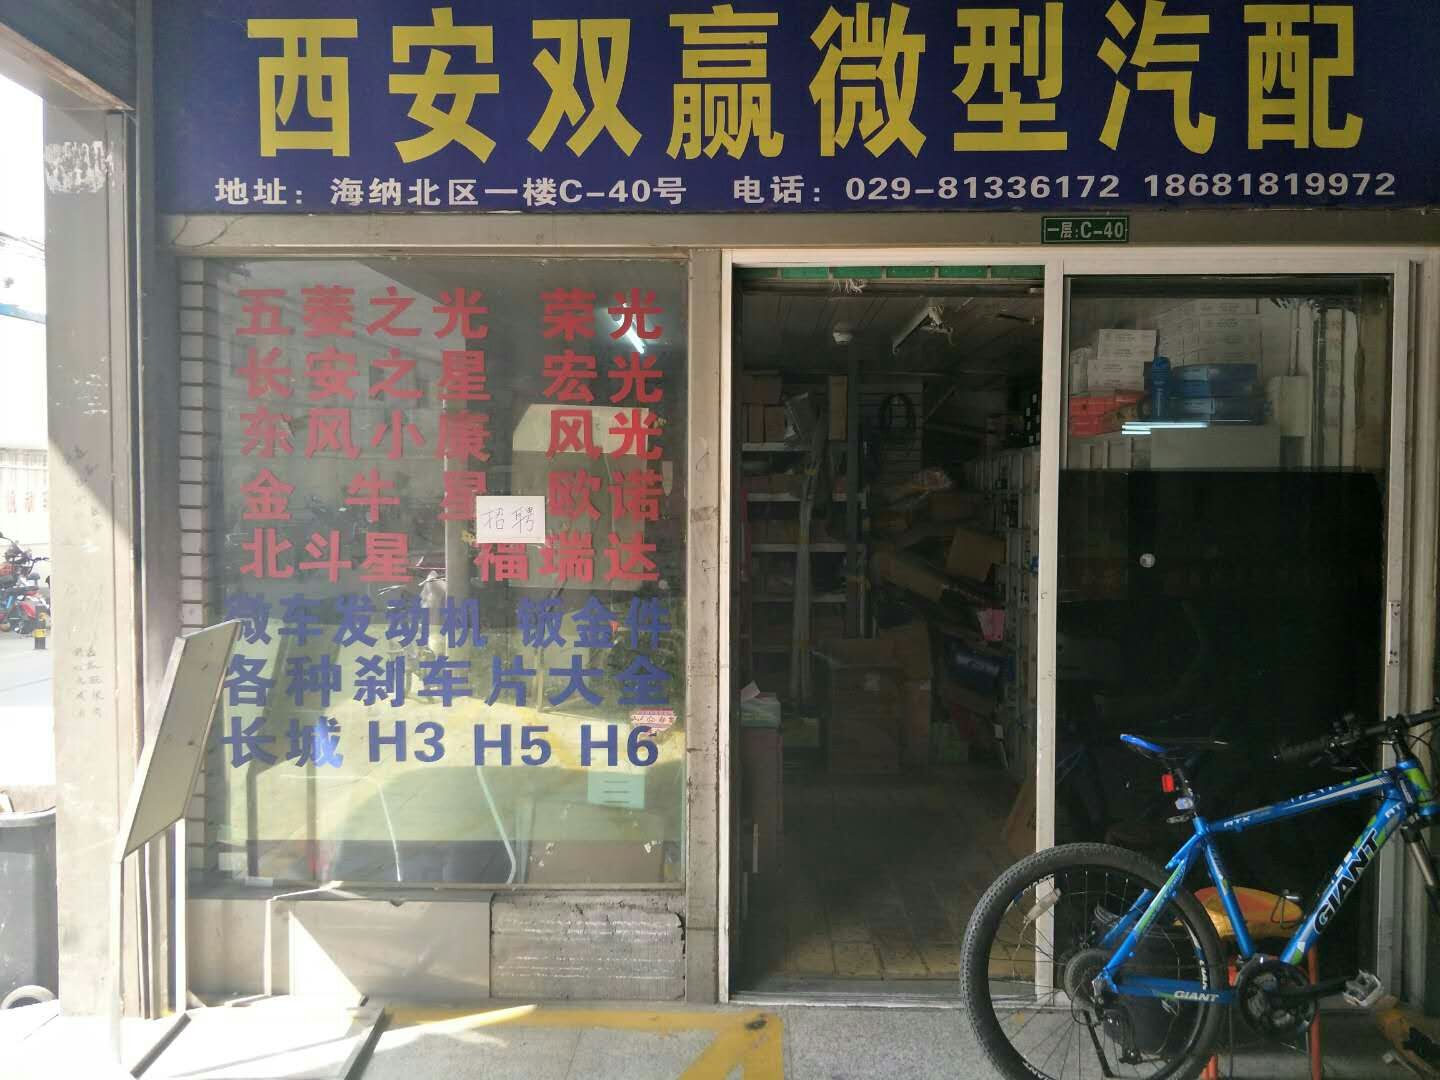 西安双赢微型汽配
地址：海纳北区一楼C-40号 电话：029-81336172 18681819972
一层:C-40
五菱之光 荣光
长安之星 宏光
东风小康 风光
金牛星 欧诺
招聘
北斗星 福瑞达
微车发动机 钣金件
各种刹车片大全
长城 H3 H5 H6
RTX
GIANT
GIANT